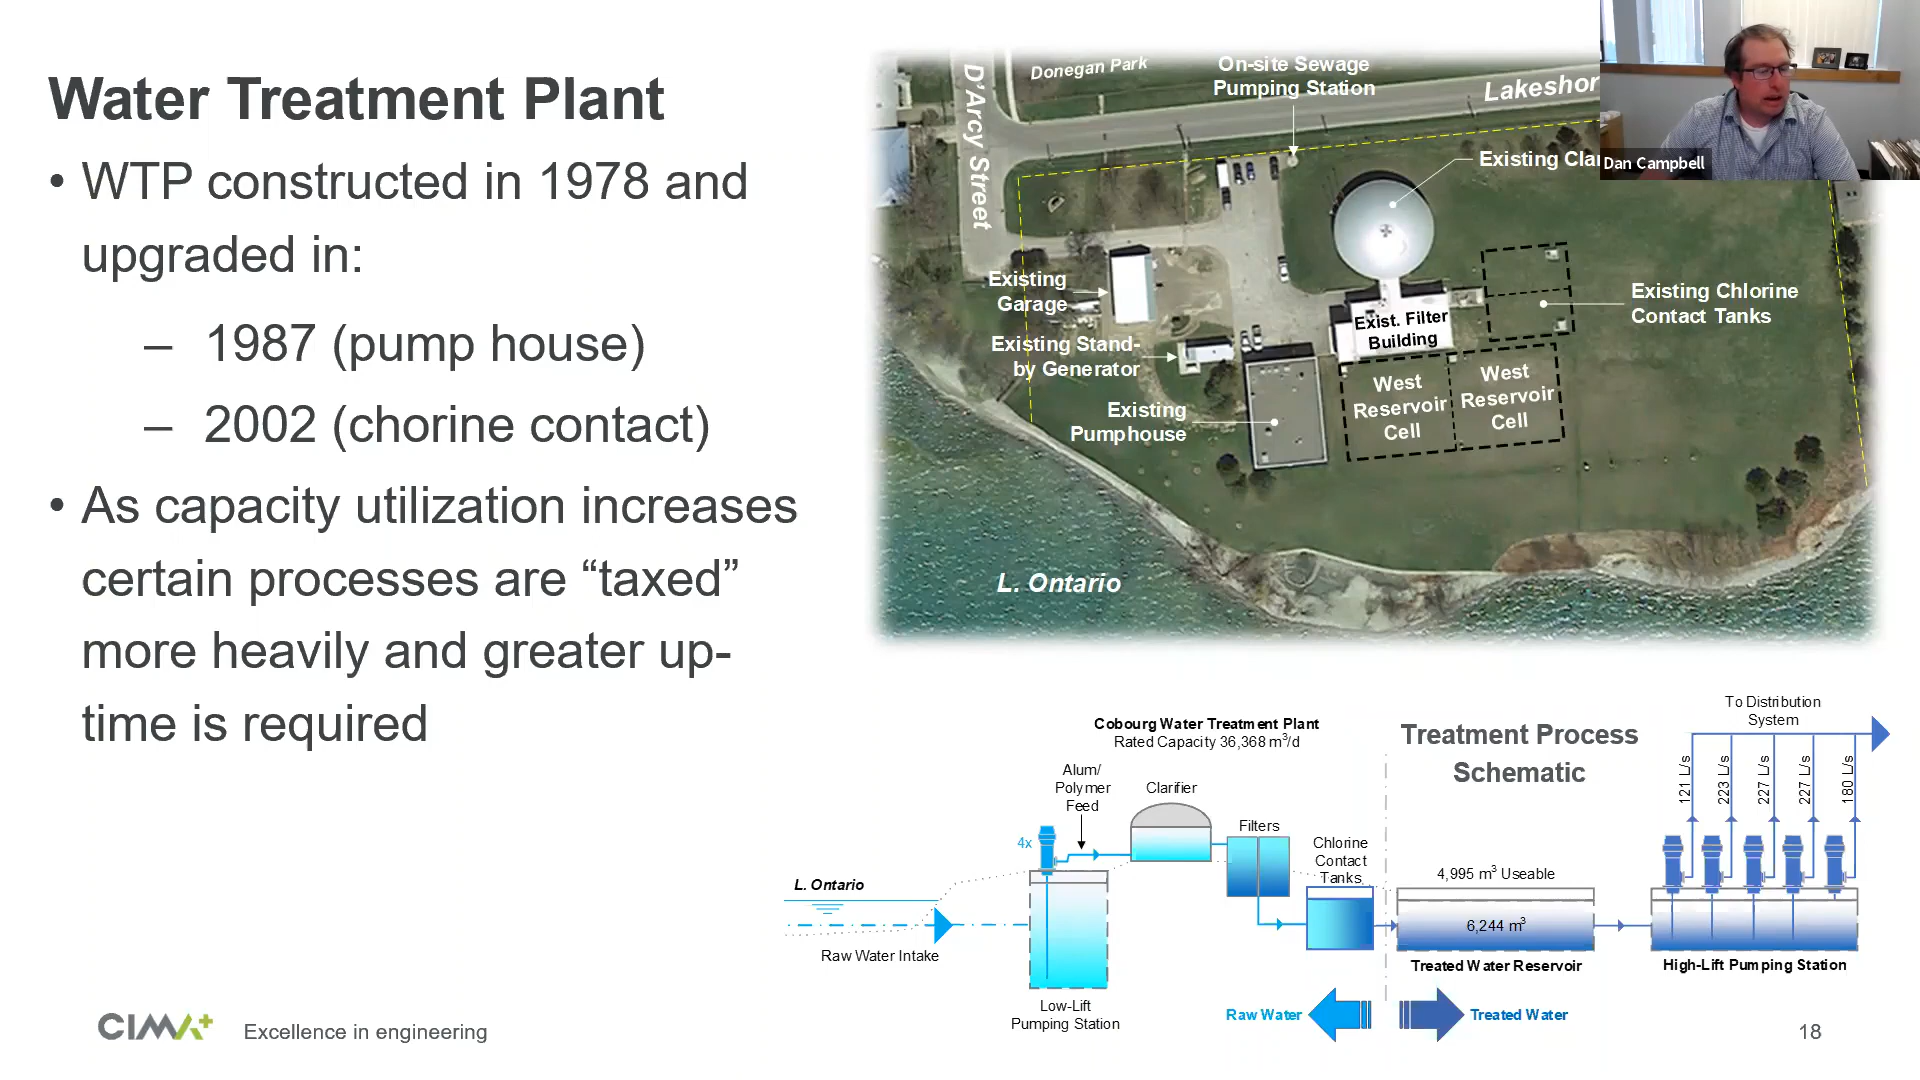 Water Treatment Plant
• WTP constructed in 1978 and
upgraded in:
– 1987 (pump house)
– 2002 (chorine contact)
• As capacity utilization increases
certain processes are “taxed”
more heavily and greater up-
time is required
D'Arcy Street
Donegan Park
On-site Sewage
Pumping Station
Lakeshor
Existing Cla
Dan Campbell
Existing
Garage
Existing Stand-
by Generator
Existing
Pumphouse
Exist. Filter
Building
West
Reservoir
Cell
West
Reservoir
Cell
Existing Chlorine
Contact Tanks
L. Ontario
Cobourg Water Treatment Plant
Rated Capacity 36,368 m³/d
Treatment Process
Schematic
To Distribution
System
Alum/
Polymer
Feed
Clarifier
4x
Filters
Chlorine
Contact
Tanks
121 L/s
223 L/s
227 L/s
227 L/s
180 L/s
L. Ontario
4,995 m³ Useable
6,244 m³
Raw Water Intake
Treated Water Reservoir
High-Lift Pumping Station
Low-Lift
Pumping Station
Raw Water
Treated Water
CIMA+
Excellence in engineering
18